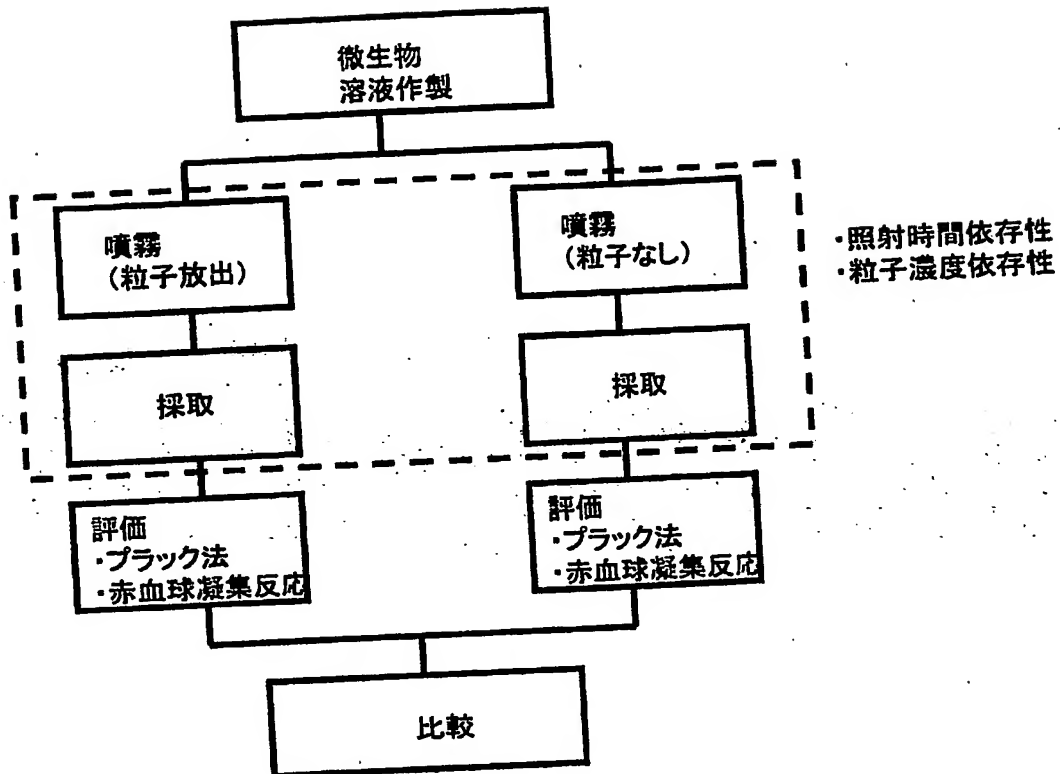 微生物
溶液作製
噴霧
(粒子放出)
噴霧
(粒子なし)
・照射時間依存性
・粒子濃度依存性
採取
採取
評価
・プラック法
・赤血球凝集反応
評価
・プラック法
・赤血球凝集反応
比較